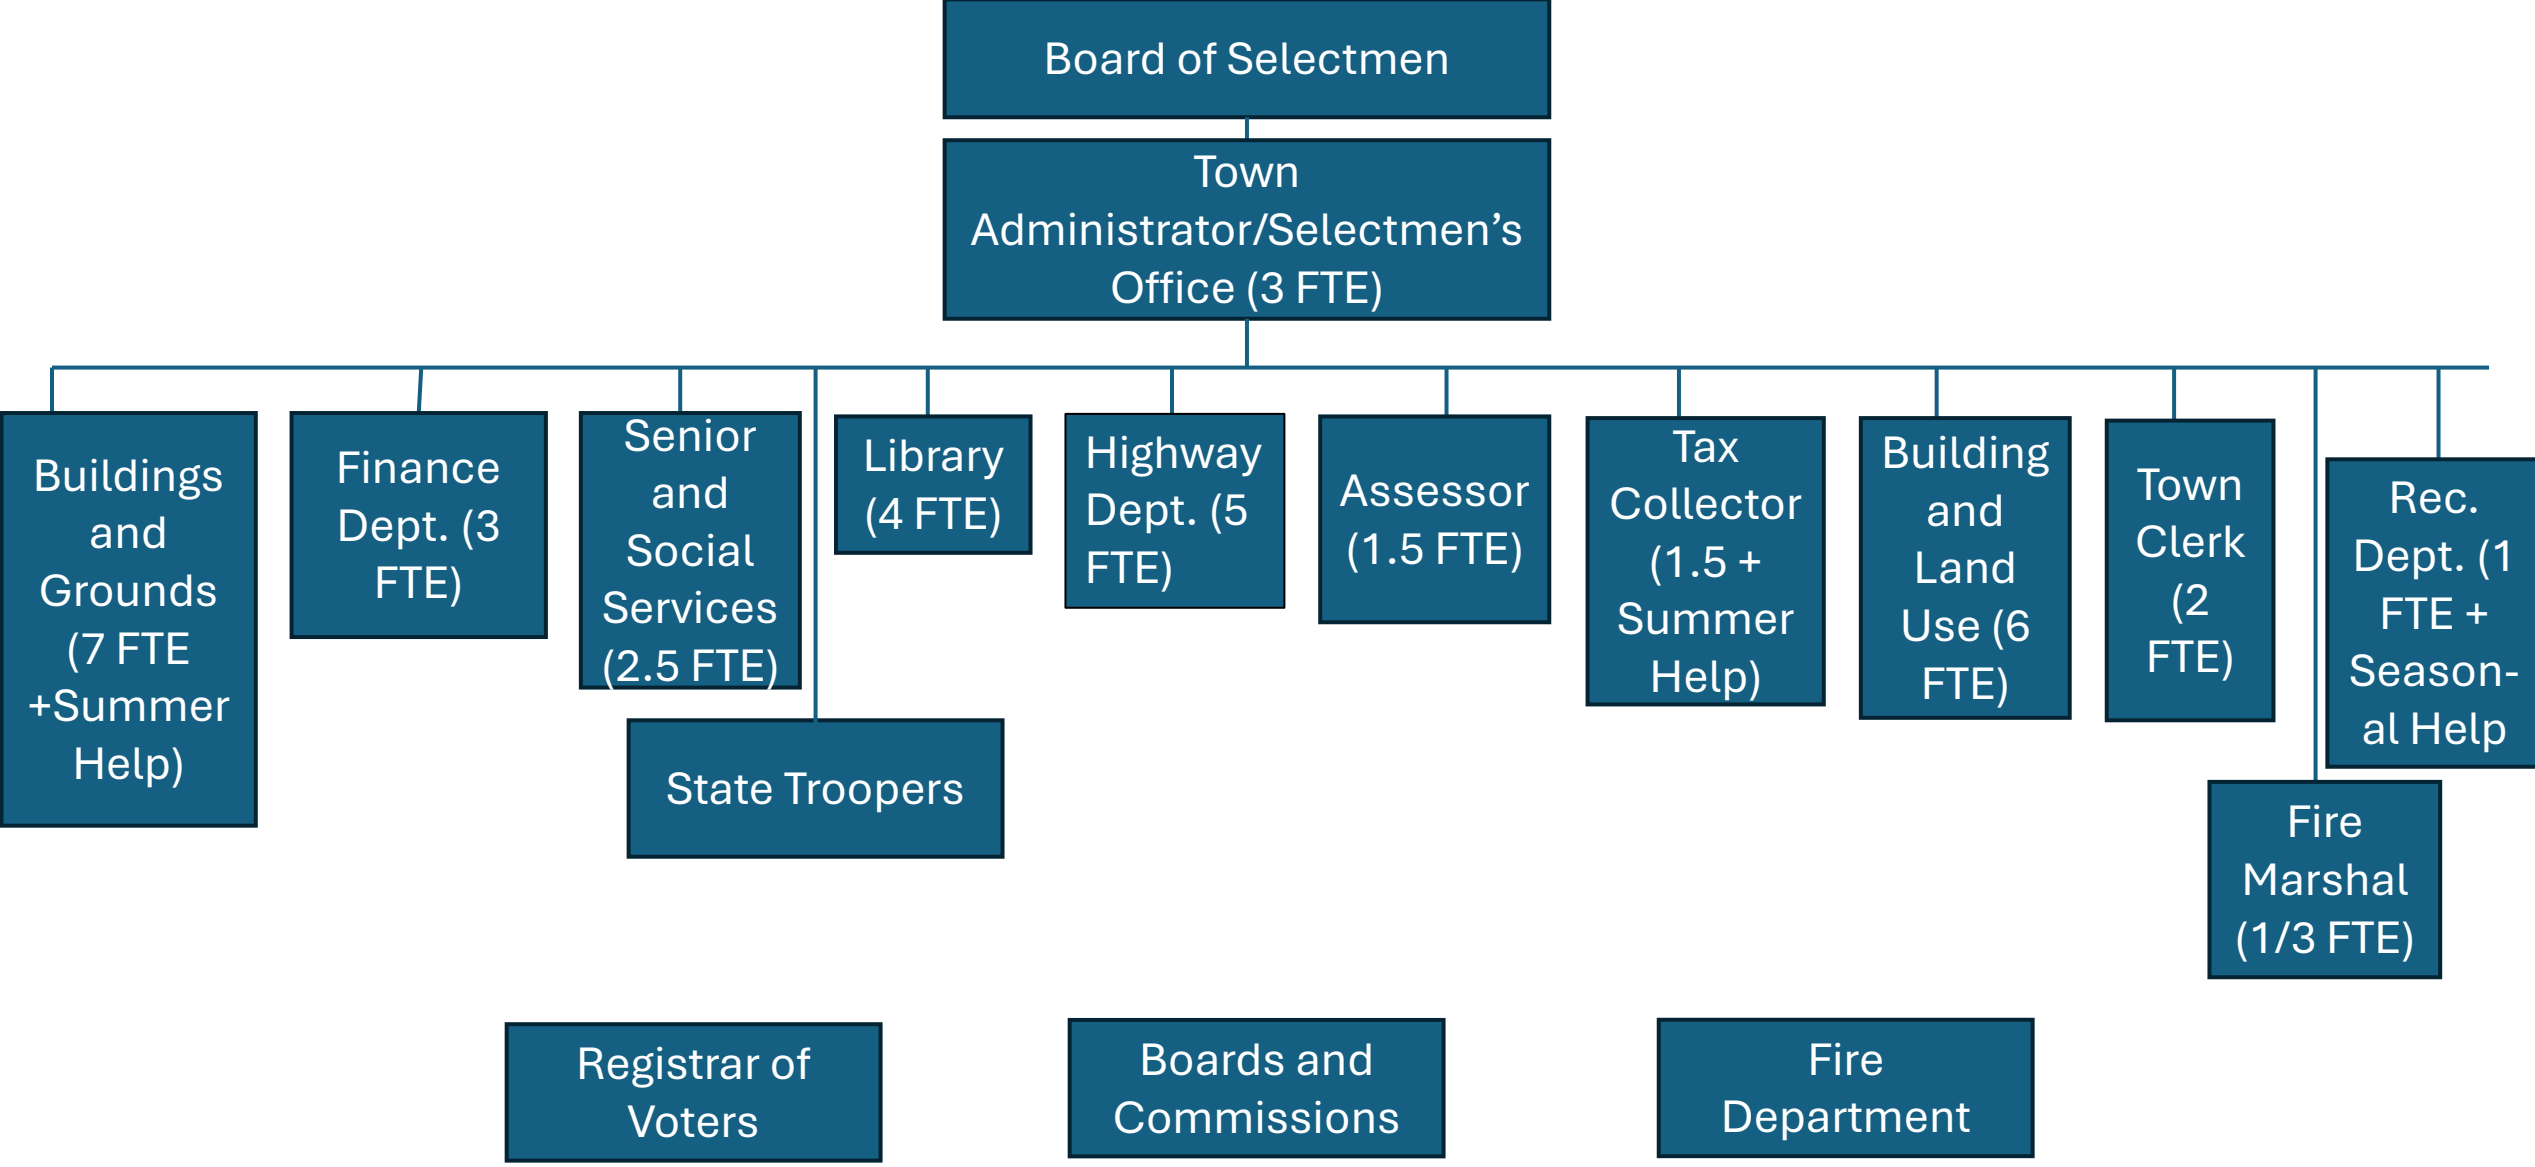 Board of Selectmen
Town
Administrator/Selectmen’s
Office (3 FTE)
Buildings
and
Grounds
(7 FTE
+Summer
Help)
Finance
Dept. (3
FTE)
Senior
and
Social
Services
(2.5 FTE)
Library
(4 FTE)
Highway
Dept. (5
FTE)
Assessor
(1.5 FTE)
Tax
Collector
(1.5 +
Summer
Help)
Building
and
Land
Use (6
FTE)
Town
Clerk
(2
FTE)
Rec.
Dept. (1
FTE +
Season-
al Help
State Troopers
Fire
Marshal
(1/3 FTE)
Registrar of
Voters
Boards and
Commissions
Fire
Department